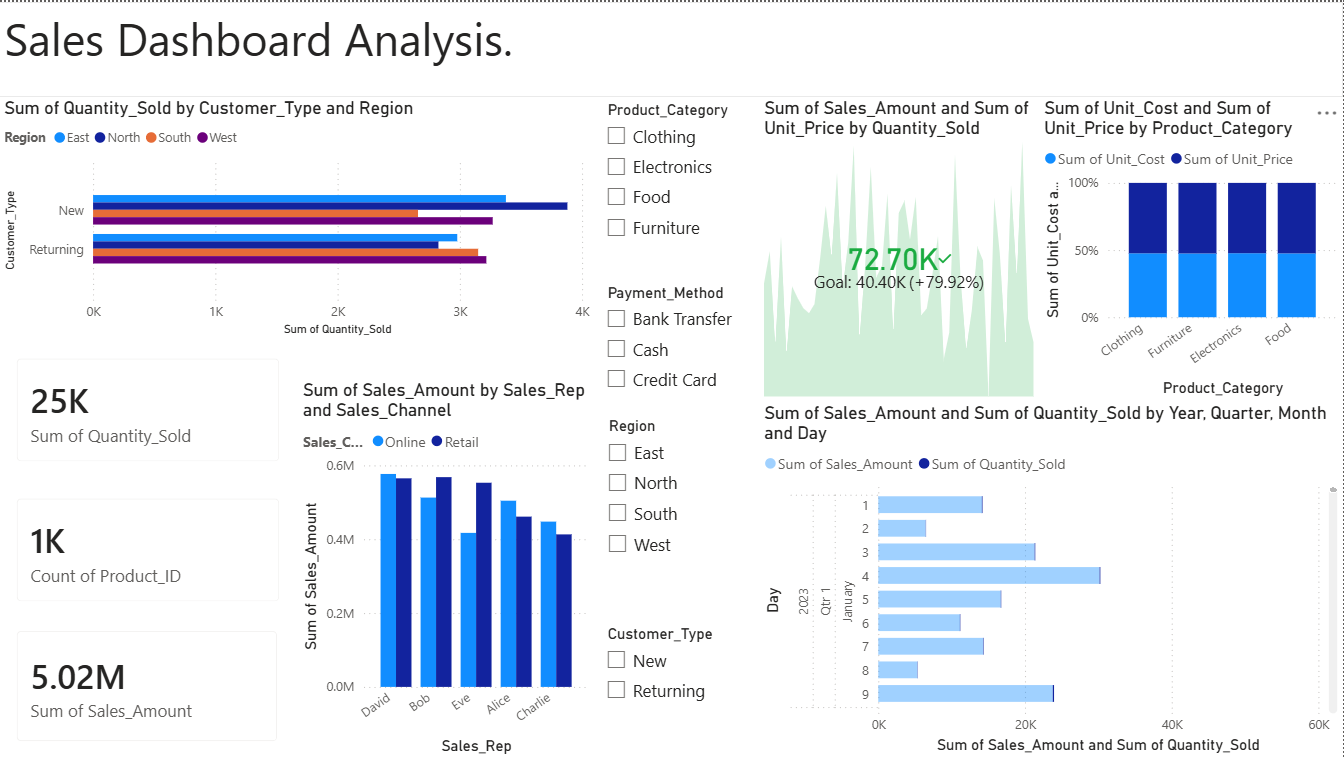 Sales Dashboard Analysis.
Sum of Quantity_Sold by Customer_Type and Region
Region East North South West
Customer_Type
New
Returning
0K 1K 2K 3K 4K
Sum of Quantity_Sold
25K
Sum of Quantity_Sold
1K
Count of Product_ID
5.02M
Sum of Sales_Amount
Sum of Sales_Amount by Sales_Rep
and Sales_Channel
Sales_C... Online Retail
Sum of Sales_Amount
0.6M
0.4M
0.2M
0.0M
David Bob Eve Alice Charlie
Sales_Rep
Product_Category
Clothing
Electronics
Food
Furniture
Payment_Method
Bank Transfer
Cash
Credit Card
Region
East
North
South
West
Customer_Type
New
Returning
Sum of Sales_Amount and Sum of
Unit_Price by Quantity_Sold
72.70K
Goal: 40.40K (+79.92%)
Sum of Unit_Cost and Sum of
Unit_Price by Product_Category
Sum of Unit_Cost Sum of Unit_Price
Sum of Unit_Cost a...
100%
50%
0%
Clothing Furniture Electronics Food
Product_Category
Sum of Sales_Amount and Sum of Quantity_Sold by Year, Quarter, Month
and Day
Sum of Sales_Amount Sum of Quantity_Sold
Day
2023
Qtr 1
January
1
2
3
4
5
6
7
8
9
0K 20K 40K 60K
Sum of Sales_Amount and Sum of Quantity_Sold